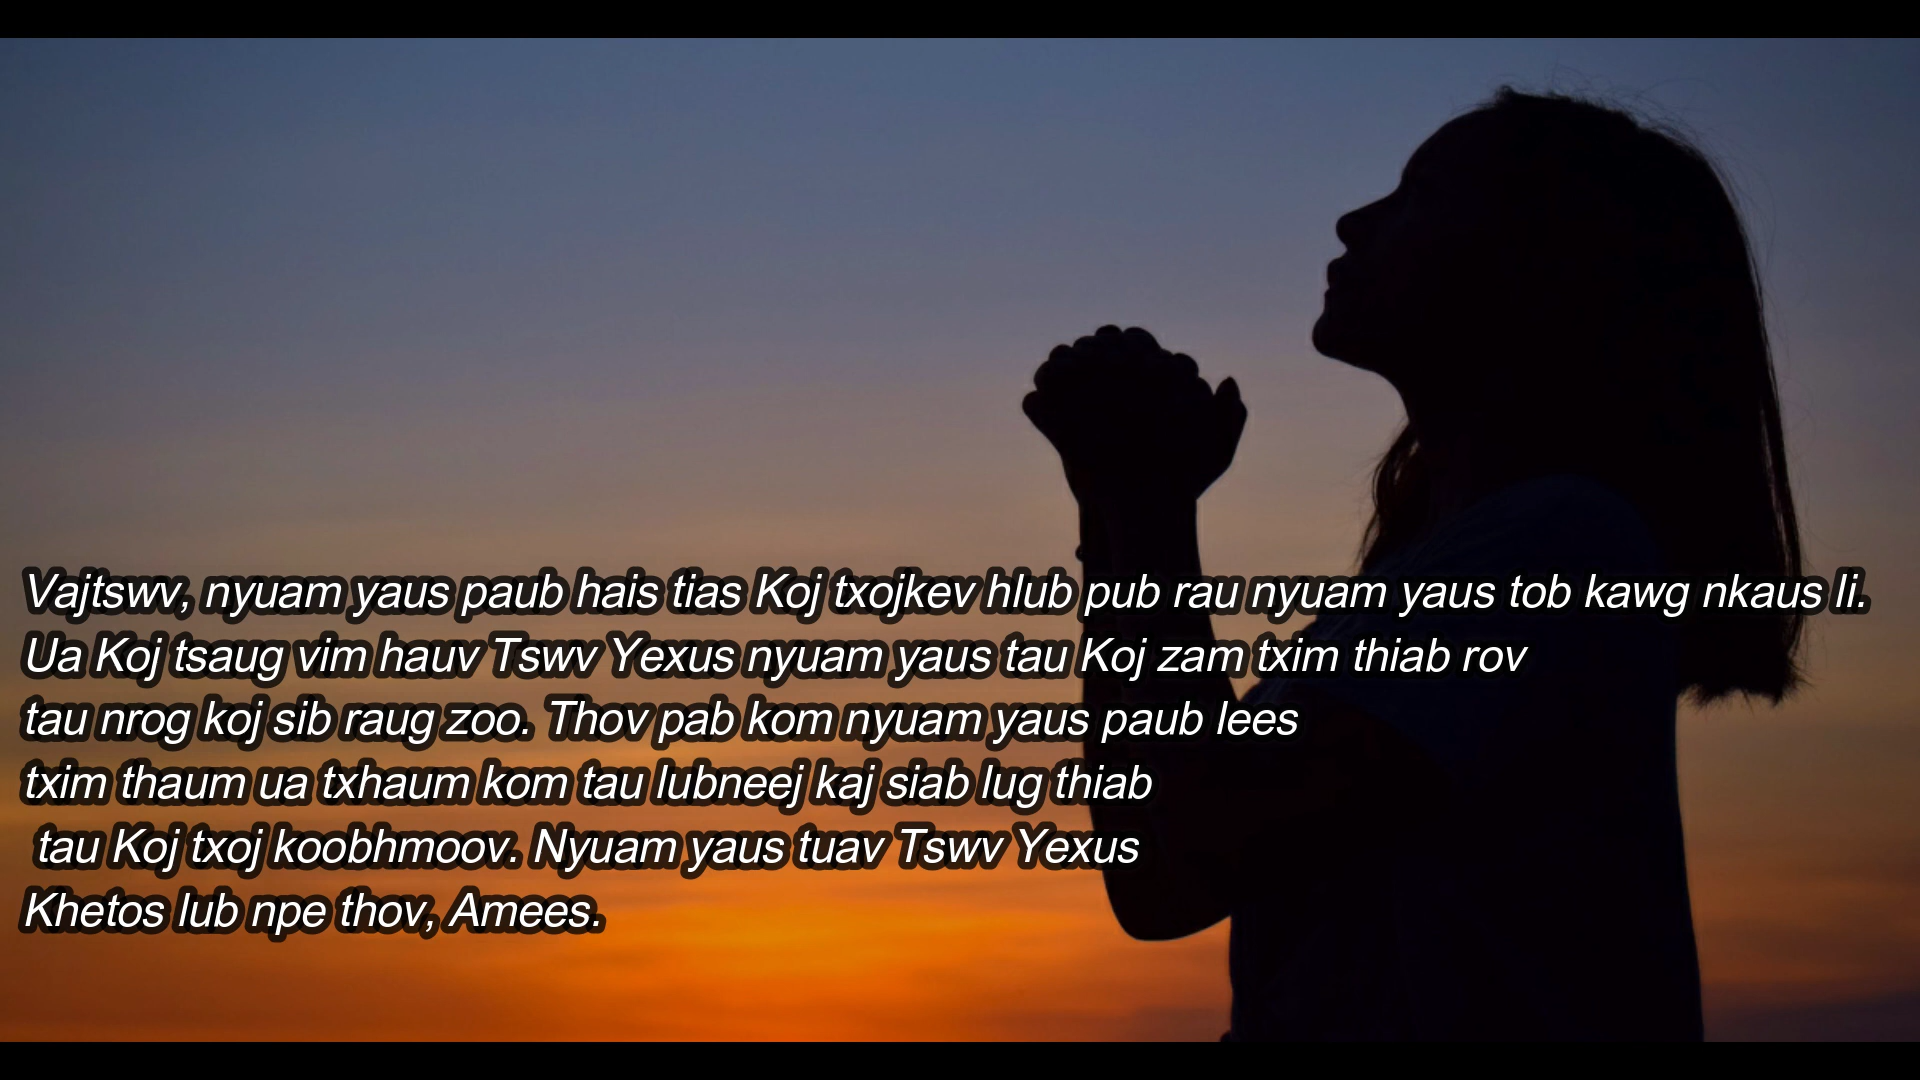 Vajtswv, nyuam yaus paub hais tias Koj txojkev hlub pub rau nyuam yaus tob kawg nkaus li.
Ua Koj tsaug vim hauv Tswv Yexus nyuam yaus tau Koj zam txim thiab rov
tau nrog koj sib raug zoo. Thov pab kom nyuam yaus paub lees
txim thaum ua txhaum kom tau lubneej kaj siab lug thiab
tau Koj txoj koobhmoov. Nyuam yaus tuav Tswv Yexus
Khetos lub npe thov, Amees.